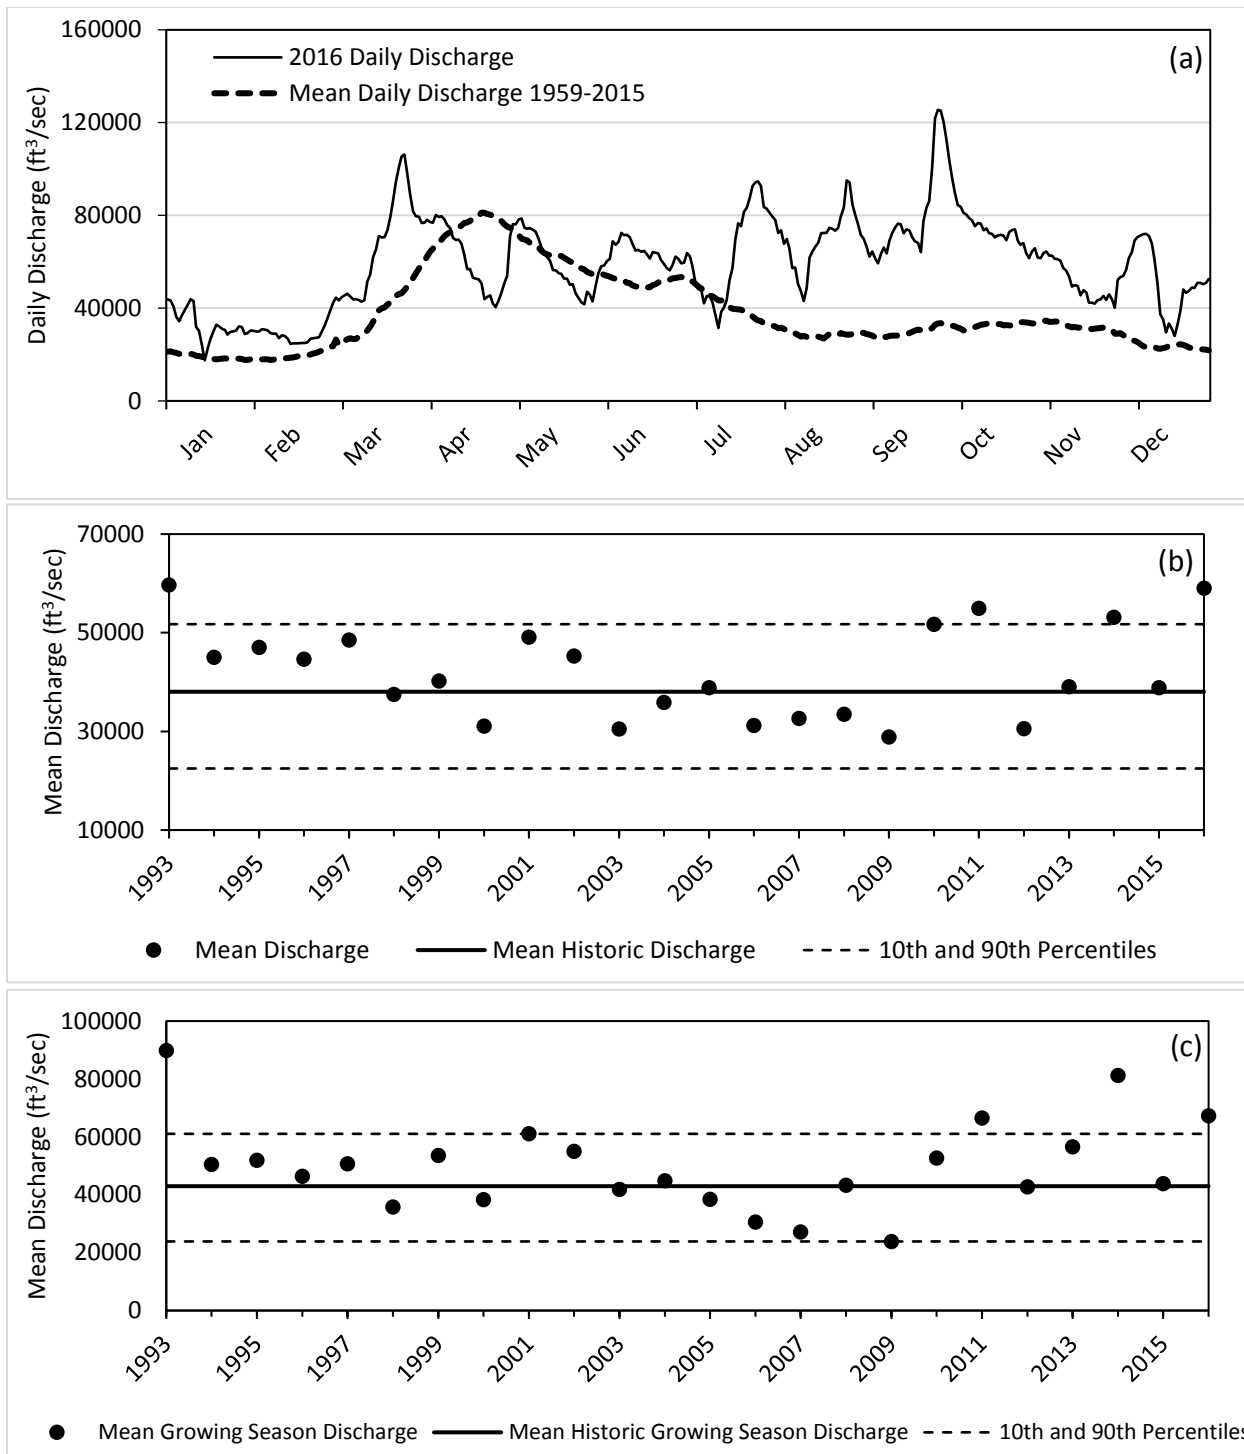 160000
(a)
2016 Daily Discharge
Mean Daily Discharge 1959-2015
120000
80000
40000
0
Daily Discharge (ft³/sec)
Jan
Feb
Mar
Apr
May
Jun
Jul
Aug
Sep
Oct
Nov
Dec
70000
(b)
50000
30000
10000
Mean Discharge (ft³/sec)
1993
1995
1997
1999
2001
2003
2005
2007
2009
2011
2013
2015
Mean Discharge
Mean Historic Discharge
10th and 90th Percentiles
100000
(c)
80000
60000
40000
20000
0
Mean Discharge (ft³/sec)
1993
1995
1997
1999
2001
2003
2005
2007
2009
2011
2013
2015
Mean Growing Season Discharge
Mean Historic Growing Season Discharge
10th and 90th Percentiles